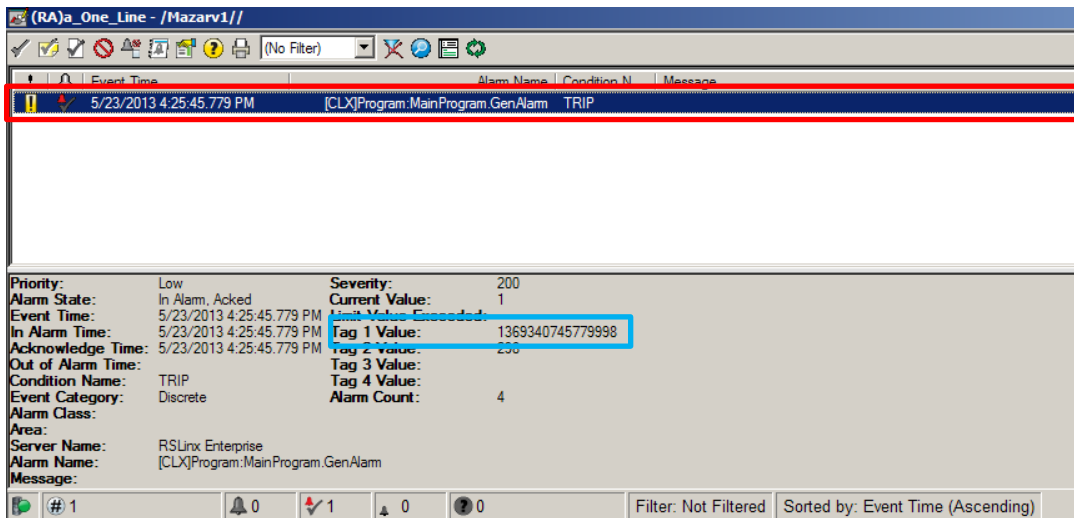 (RA)a_One_Line - /Mazarv1//
(No Filter)
! Event Time Alarm Name Condition N Message
! 5/23/2013 4:25:45.779 PM [CLX]Program:MainProgram.GenAlarm TRIP
Priority: Low Severity: 200
Alarm State: In Alarm, Acked Current Value: 1
Event Time: 5/23/2013 4:25:45.779 PM Limit Value Exceeded:
In Alarm Time: 5/23/2013 4:25:45.779 PM Tag 1 Value: 1369340745779998
Acknowledge Time: 5/23/2013 4:25:45.779 PM Tag 2 Value: 298
Out of Alarm Time: Tag 3 Value:
Condition Name: TRIP Tag 4 Value:
Event Category: Discrete Alarm Count: 4
Alarm Class:
Area:
Server Name: RSLinx Enterprise
Alarm Name: [CLX]Program:MainProgram.GenAlarm
Message:
# 1 0 1 0 ? 0 Filter: Not Filtered Sorted by: Event Time (Ascending)